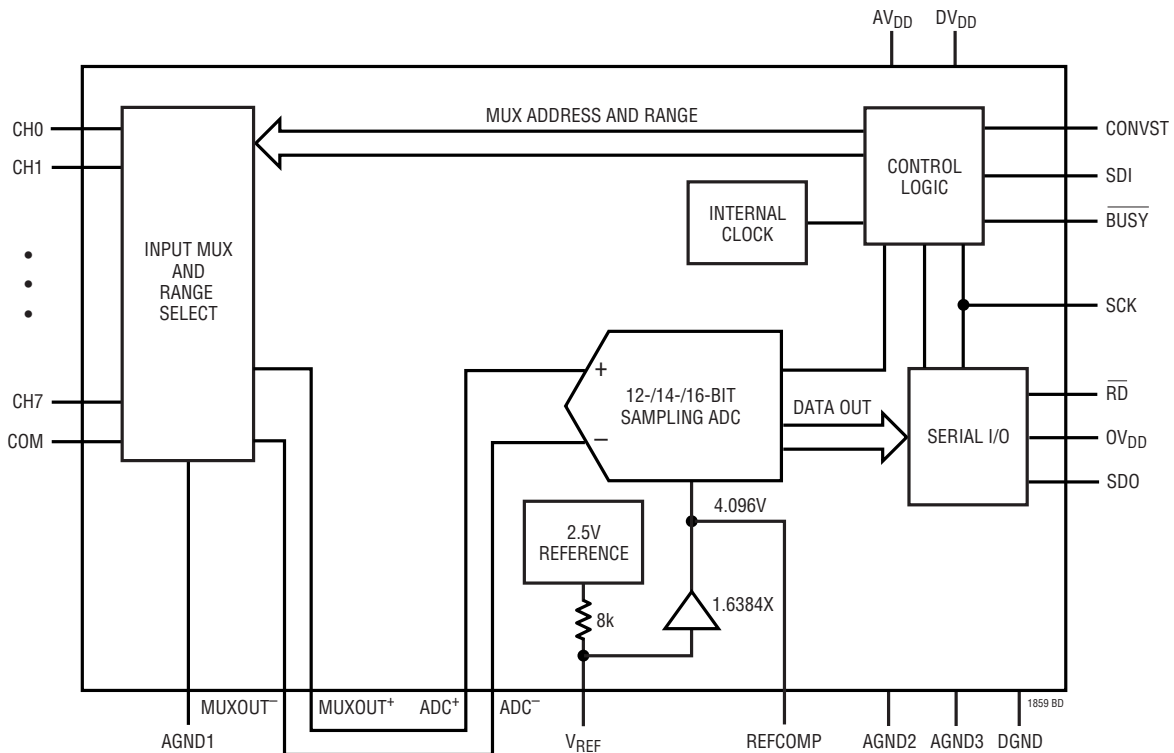 AVDD DVDD
CH0
CH1
CH7
COM
INPUT MUX
AND
RANGE
SELECT
MUX ADDRESS AND RANGE
CONTROL
LOGIC
INTERNAL
CLOCK
CONVST
SDI
BUSY
SCK
RD
OVDD
SDO
+
−
12-/14-/16-BIT
SAMPLING ADC
DATA OUT
SERIAL I/O
4.096V
2.5V
REFERENCE
8k
1.6384X
MUXOUT− MUXOUT+ ADC+ ADC−
1859 BD
AGND1 VREF REFCOMP AGND2 AGND3 DGND